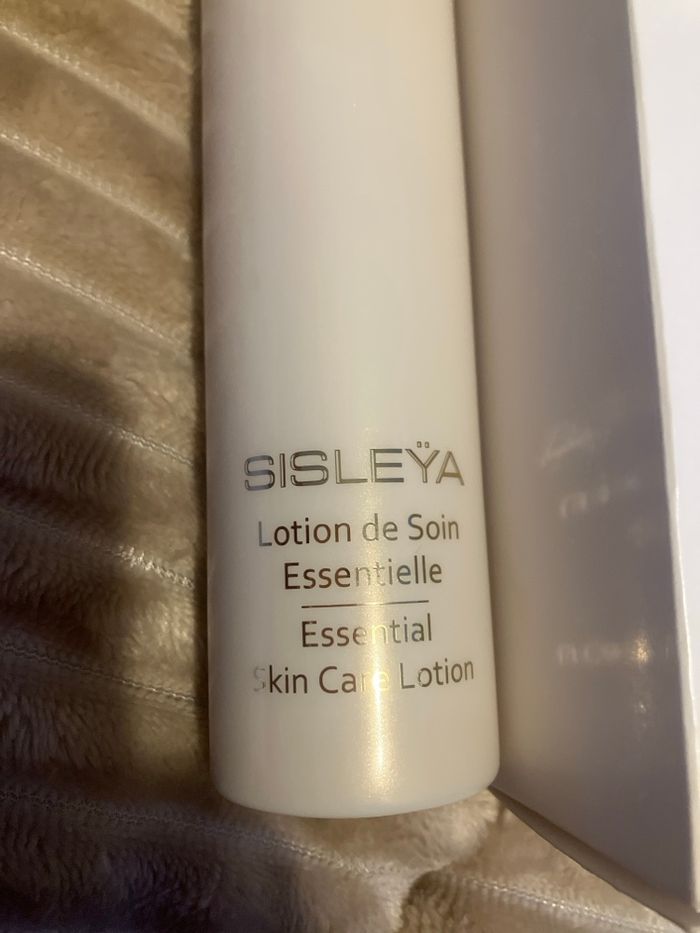 SISLEŸA
Lotion de Soin
Essentielle
Essential
Skin Care Lotion